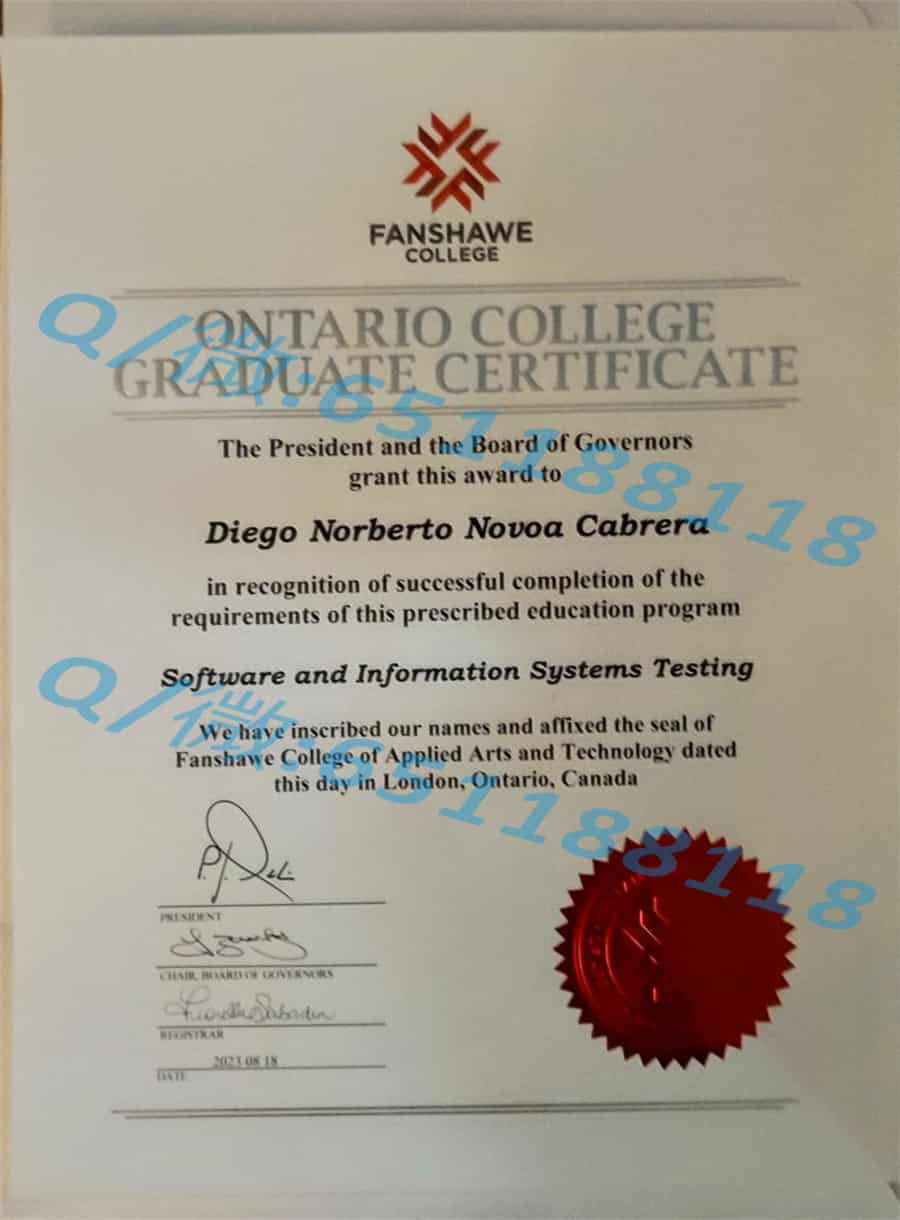 FANSHAWE
COLLEGE
ONTARIO COLLEGE
GRADUATE CERTIFICATE
The President and the Board of Governors
grant this award to
Diego Norberto Novoa Cabrera
in recognition of successful completion of the
requirements of this prescribed education program
Software and Information Systems Testing
We have inscribed our names and affixed the seal of
Fanshawe College of Applied Arts and Technology dated
this day in London, Ontario, Canada
PRESIDENT
CHAIR, BOARD OF GOVERNORS
REGISTRAR
2023 08 18
DATE
Q/微:651188118
Q/微:651188118